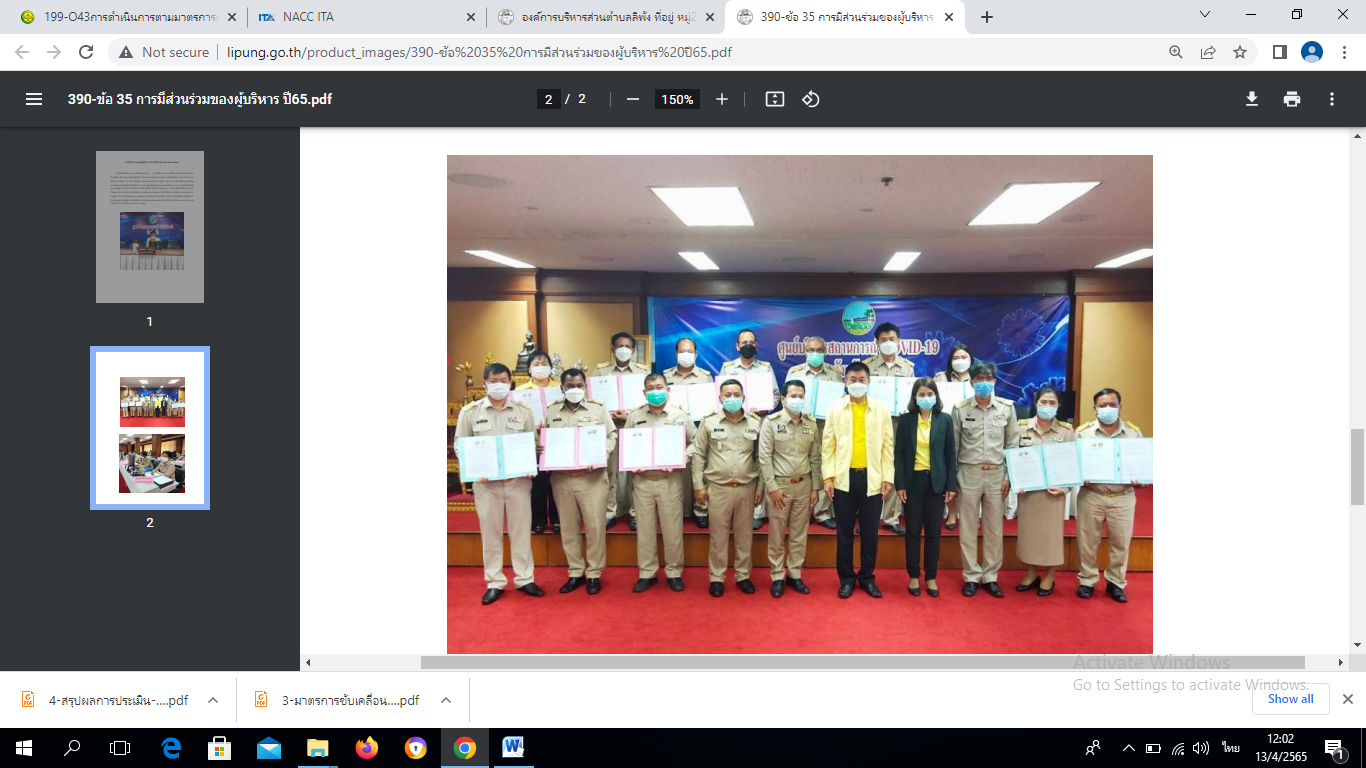 199-O43การดำเนินการตามมาตรการ
NACC ITA
องค์การบริหารส่วนตำบลลิพัง ที่อยู่ หมู่2
390-ข้อ 35 การมีส่วนร่วมของผู้บริหาร
Not secure
lipung.go.th/product_images/390-ข้อ%2035%20การมีส่วนร่วมของผู้บริหาร%20ปี65.pdf
390-ข้อ 35 การมีส่วนร่วมของผู้บริหาร ปี65.pdf
2 / 2
150%
1
2
Activate Windows
Go to Settings to activate Windows.
4-สรุปผลการประเมิน-....pdf
3-มาตรการขับเคลื่อน....pdf
Show all
ไทย
12:02
13/4/2565
1